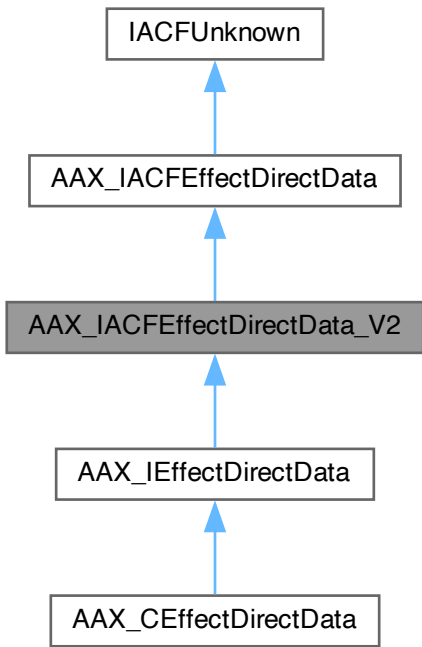 IACFUnknown
AAX_IACFEffectDirectData
AAX_IACFEffectDirectData_V2
AAX_IEffectDirectData
AAX_CEffectDirectData